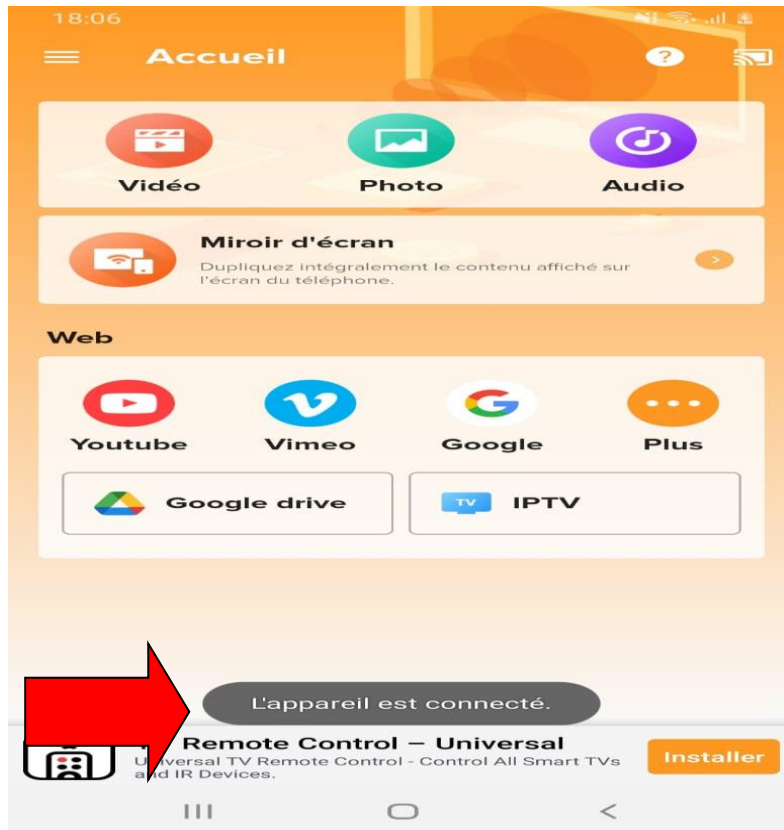 18:06
Accueil
?
Vidéo Photo Audio
Miroir d'écran
Dupliquez intégralement le contenu affiché sur
l'écran du téléphone.
Web
Youtube Vimeo Google Plus
Google drive TV IPTV
L'appareil est connecté.
Remote Control – Universal
Universal TV Remote Control - Control All Smart TVs
and IR Devices.
Installer